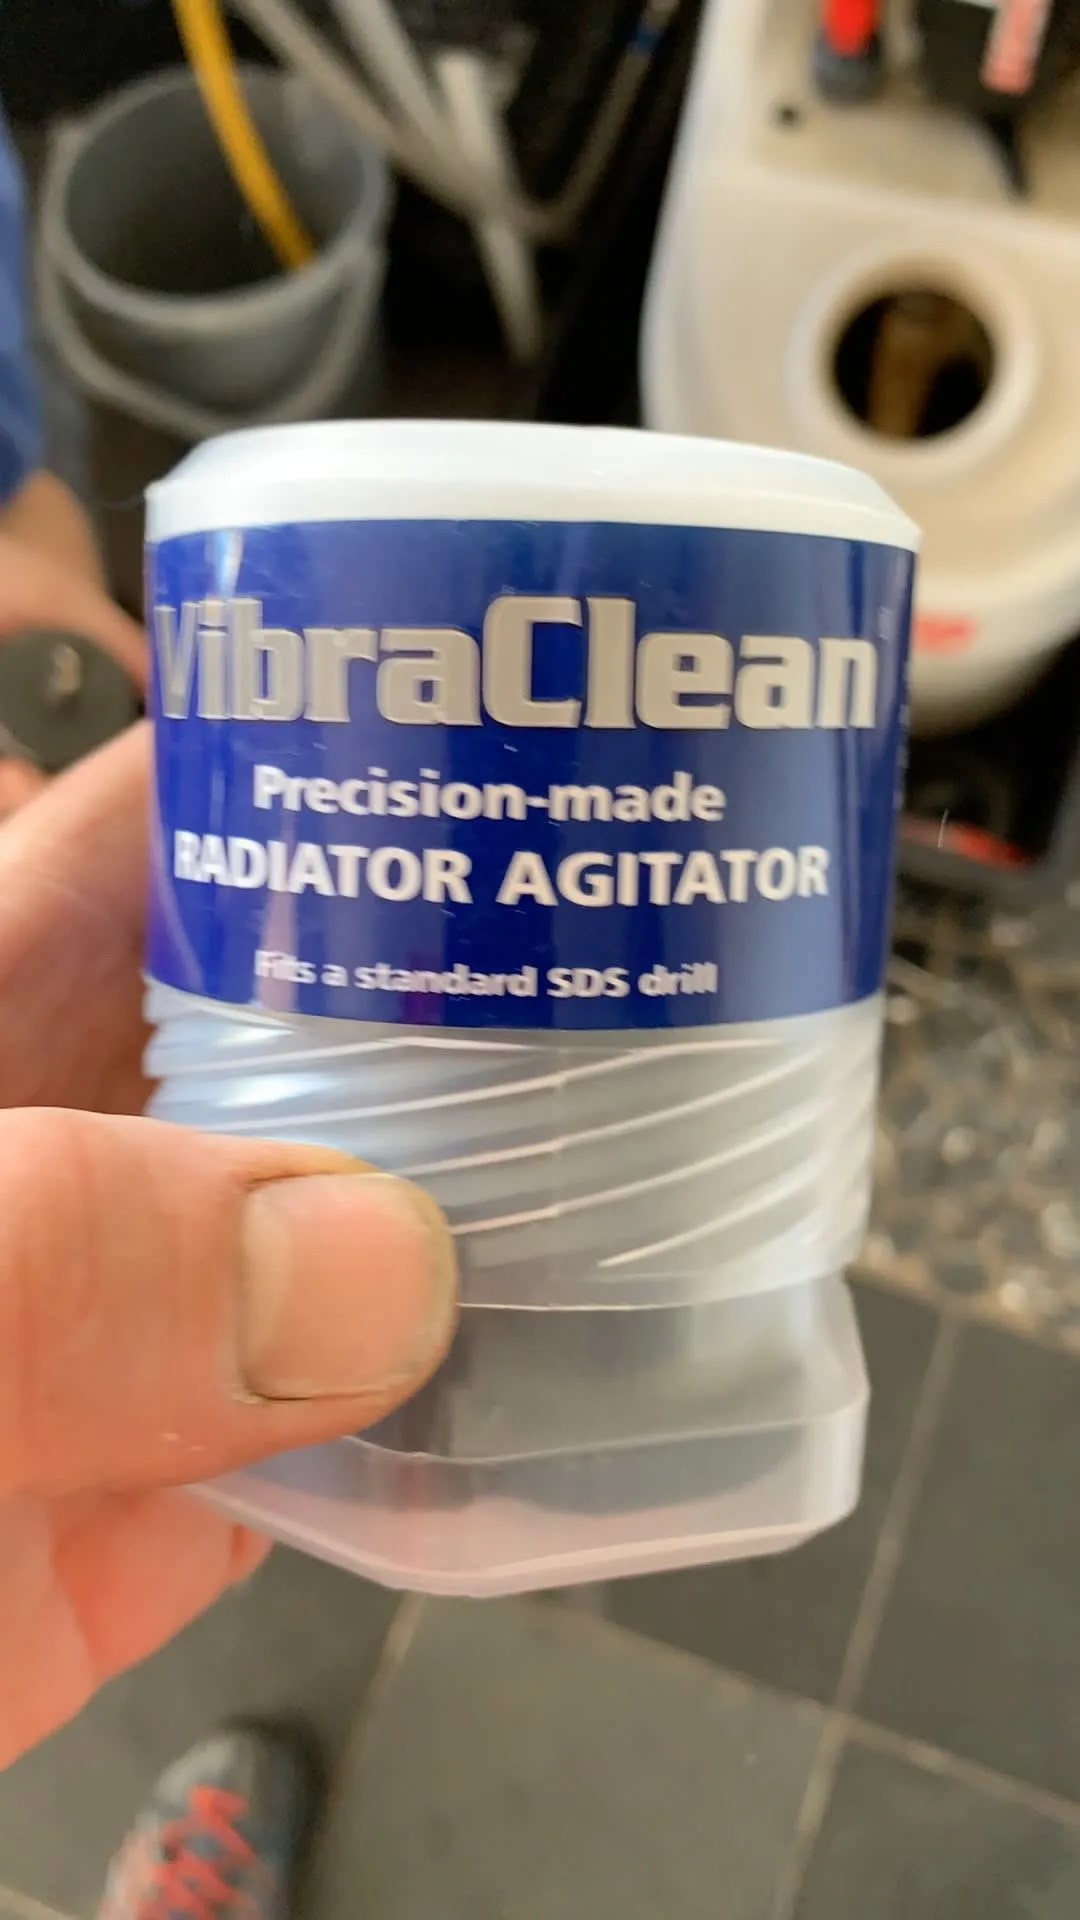 VibraClean
Precision-made
RADIATOR AGITATOR
Fits a standard SDS drill